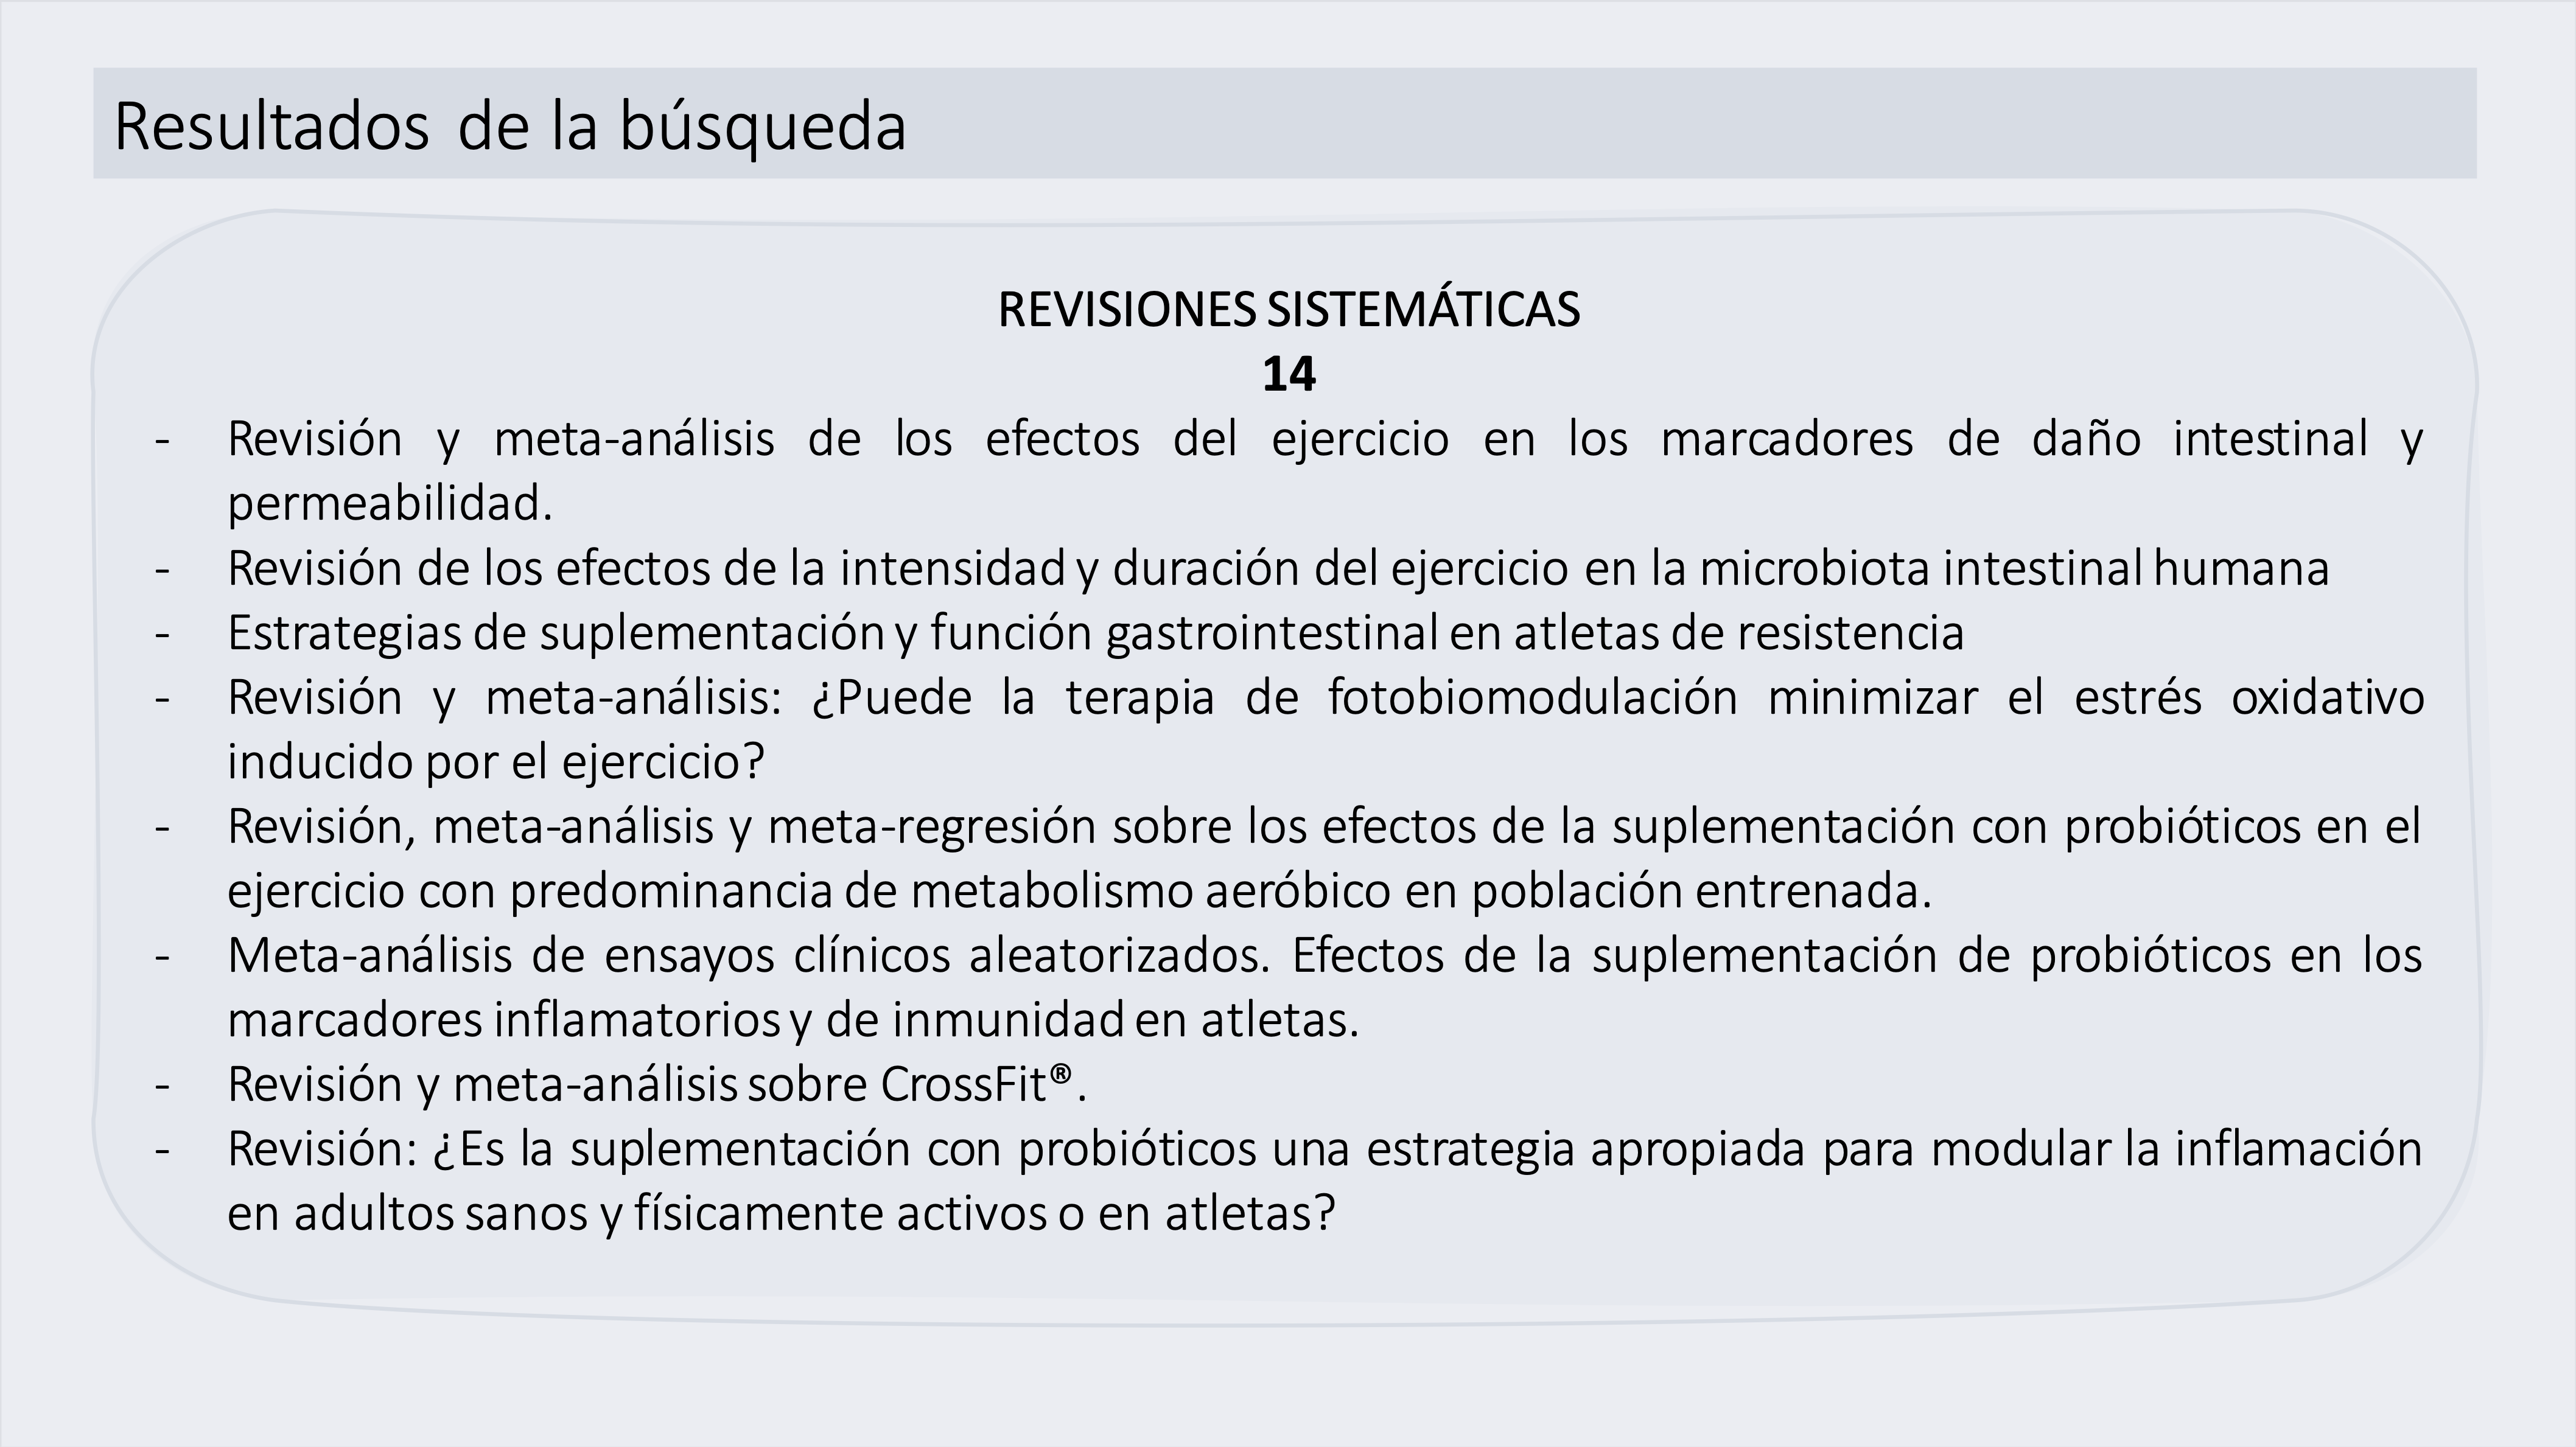 Resultados de la búsqueda
REVISIONES SISTEMÁTICAS
14
- Revisión y meta-análisis de los efectos del ejercicio en los marcadores de daño intestinal y
permeabilidad.
- Revisión de los efectos de la intensidad y duración del ejercicio en la microbiota intestinal humana
- Estrategias de suplementación y función gastrointestinal en atletas de resistencia
- Revisión y meta-análisis: ¿Puede la terapia de fotobiomodulación minimizar el estrés oxidativo
inducido por el ejercicio?
- Revisión, meta-análisis y meta-regresión sobre los efectos de la suplementación con probióticos en el
ejercicio con predominancia de metabolismo aeróbico en población entrenada.
- Meta-análisis de ensayos clínicos aleatorizados. Efectos de la suplementación de probióticos en los
marcadores inflamatorios y de inmunidad en atletas.
- Revisión y meta-análisis sobre CrossFit®.
- Revisión: ¿Es la suplementación con probióticos una estrategia apropiada para modular la inflamación
en adultos sanos y físicamente activos o en atletas?